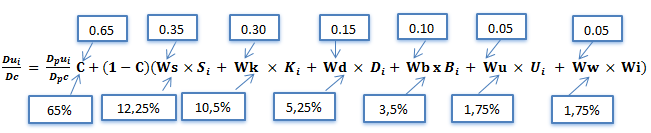 0.65 0.35 0.30 0.15 0.10 0.05 0.05
Du_i/Dc = D_pu_i/D_pc C + (1 − C)(Ws × S_i + Wk × K_i + Wd × D_i + Wb x B_i + Wu × U_i + Ww × Wi)
65% 12,25% 10,5% 5,25% 3,5% 1,75% 1,75%